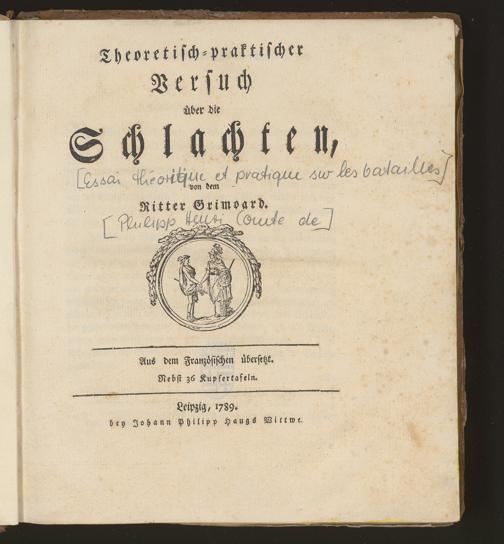 Theoretisch-praktischer
Versuch
über die
Schlachten,
[Essai théoritique et pratique sur les batailles]
von dem
Ritter Grimoard.
[Philipp Henri Comte de]
Aus dem Französischen übersetzt.
Nebst 36 Kupfertafeln.
Leipzig, 1789.
bey Johann Philipp Haugs Wittwe.